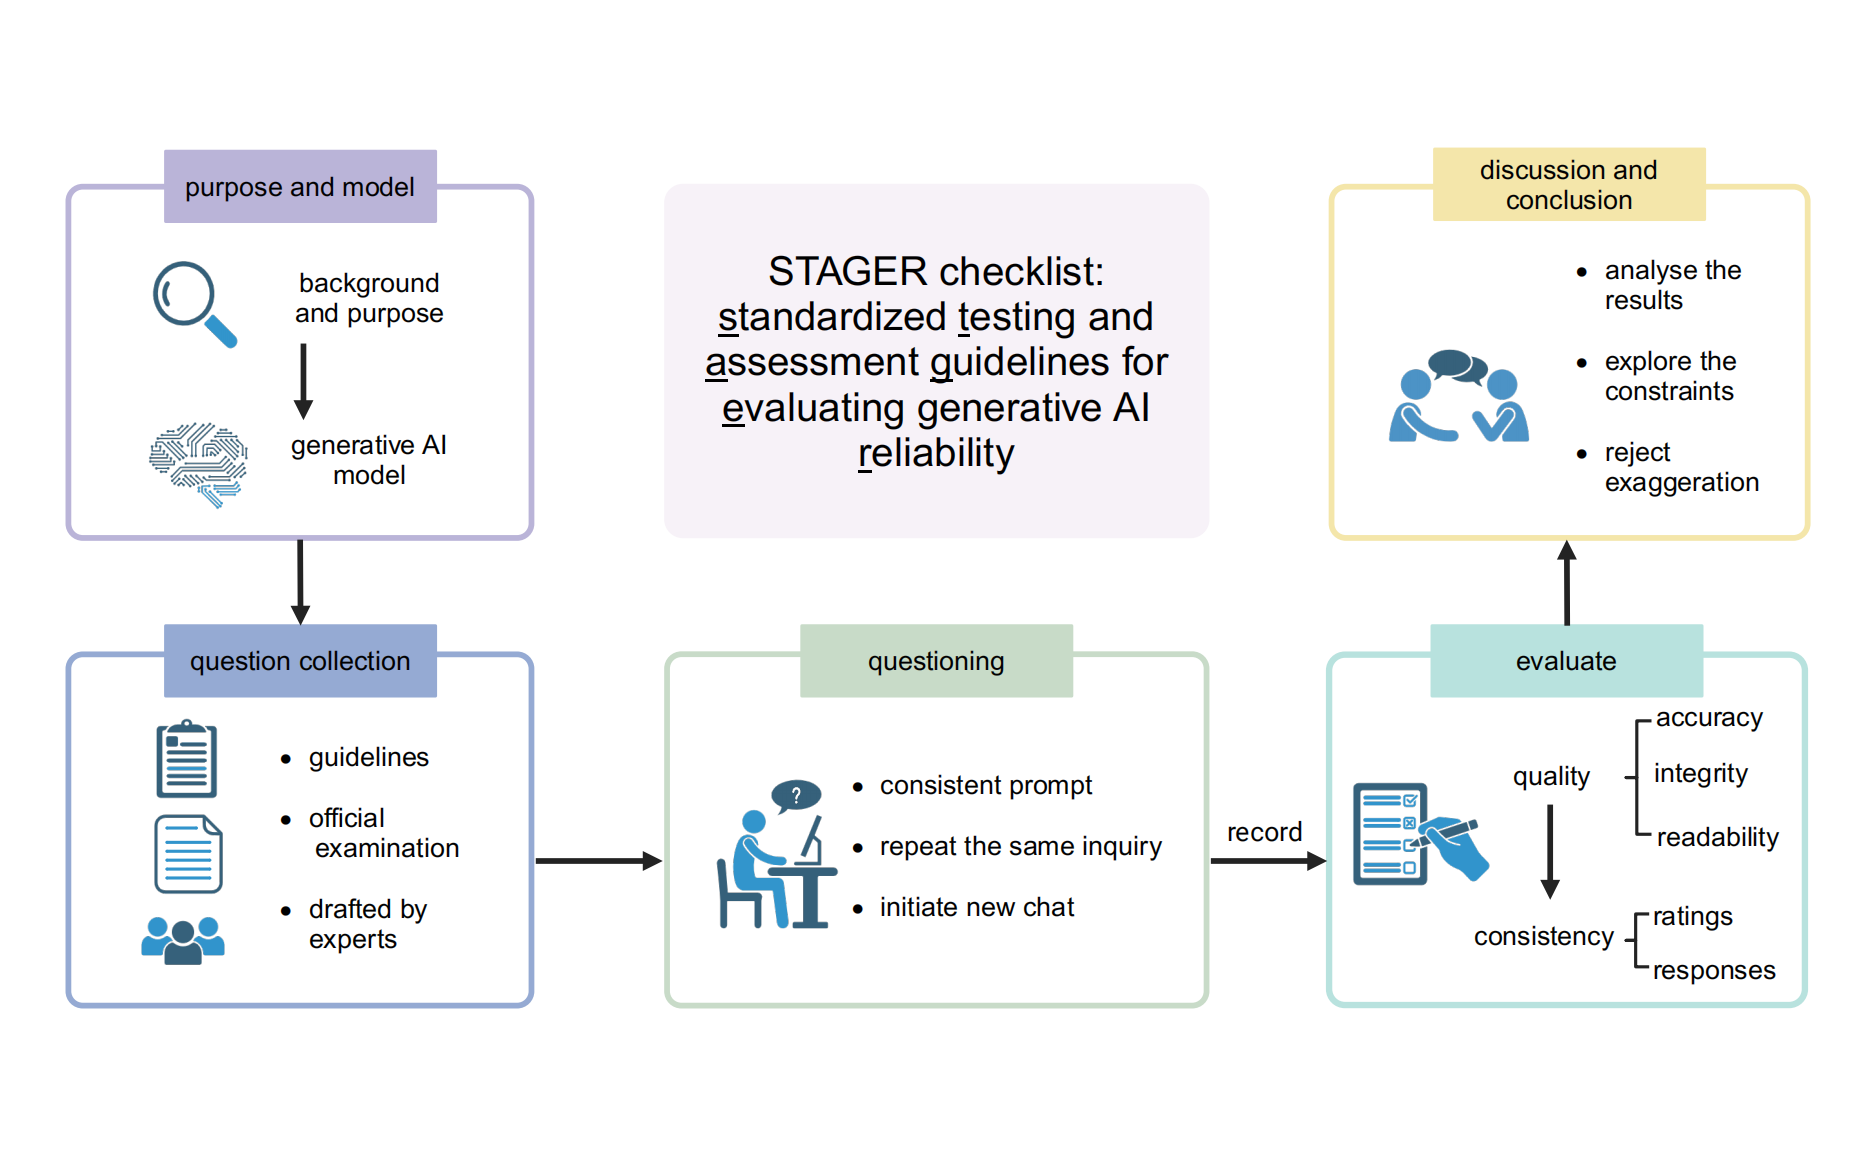 purpose and model
background
and purpose
generative AI
model
STAGER checklist:
standardized testing and
assessment guidelines for
evaluating generative AI
reliability
discussion and
conclusion
• analyse the
results
• explore the
constraints
• reject
exaggeration
question collection
• guidelines
• official
examination
• drafted by
experts
questioning
?
• consistent prompt
• repeat the same inquiry
• initiate new chat
record
evaluate
quality
accuracy
integrity
readability
consistency
ratings
responses